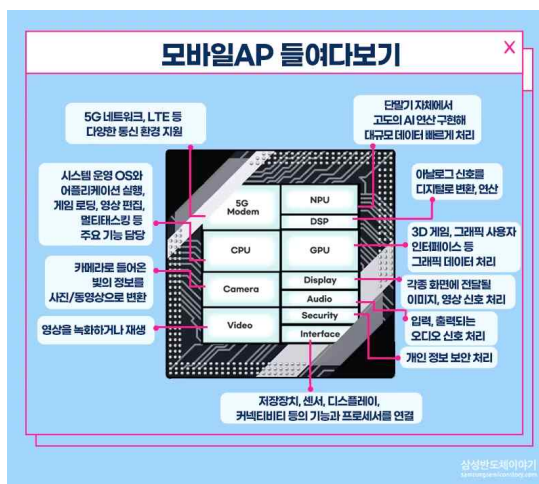 모바일AP 들여다보기
X
5G 네트워크, LTE 등
다양한 통신 환경 지원
단말기 자체에서
고도의 AI 연산 구현해
대규모 데이터 빠르게 처리
시스템 운영 OS와
어플리케이션 실행,
게임 로딩, 영상 편집,
멀티태스킹 등
주요 기능 담당
아날로그 신호를
디지털로 변환, 연산
3D 게임, 그래픽 사용자
인터페이스 등
그래픽 데이터 처리
카메라로 들어온
빛의 정보를
사진/동영상으로 변환
각종 화면에 전달될
이미지, 영상 신호 처리
영상을 녹화하거나 재생
입력, 출력되는
오디오 신호 처리
개인 정보 보안 처리
5G
Modem
CPU
Camera
Video
NPU
DSP
GPU
Display
Audio
Security
Interface
저장장치, 센서, 디스플레이,
커넥티비티 등의 기능과 프로세서를 연결
삼성반도체이야기
samsungsemiconstory.com